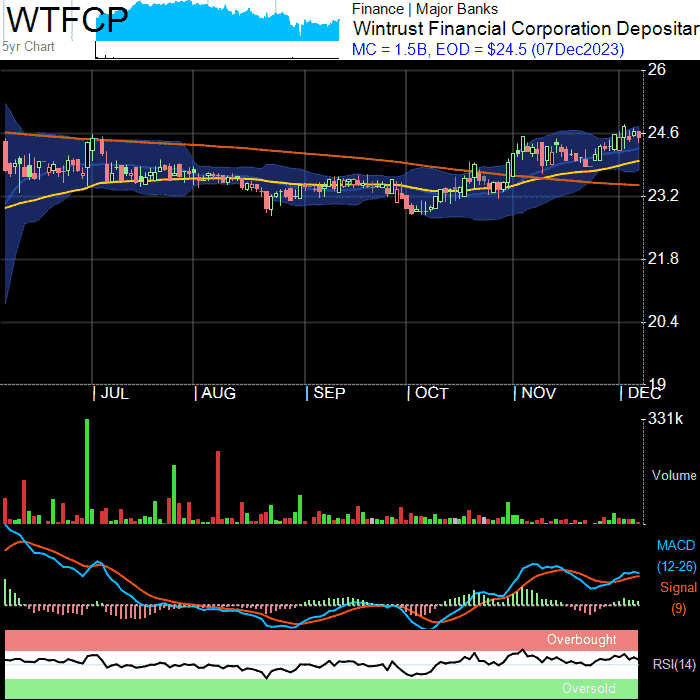 WTFCP
5yr Chart
Finance | Major Banks
Wintrust Financial Corporation Depositar
MC = 1.5B, EOD = $24.5 (07Dec2023)
26
24.6
23.2
21.8
20.4
19
| JUL | AUG | SEP | OCT | NOV | DEC
331k
Volume
MACD
(12-26)
Signal
(9)
Overbought
RSI(14)
Oversold